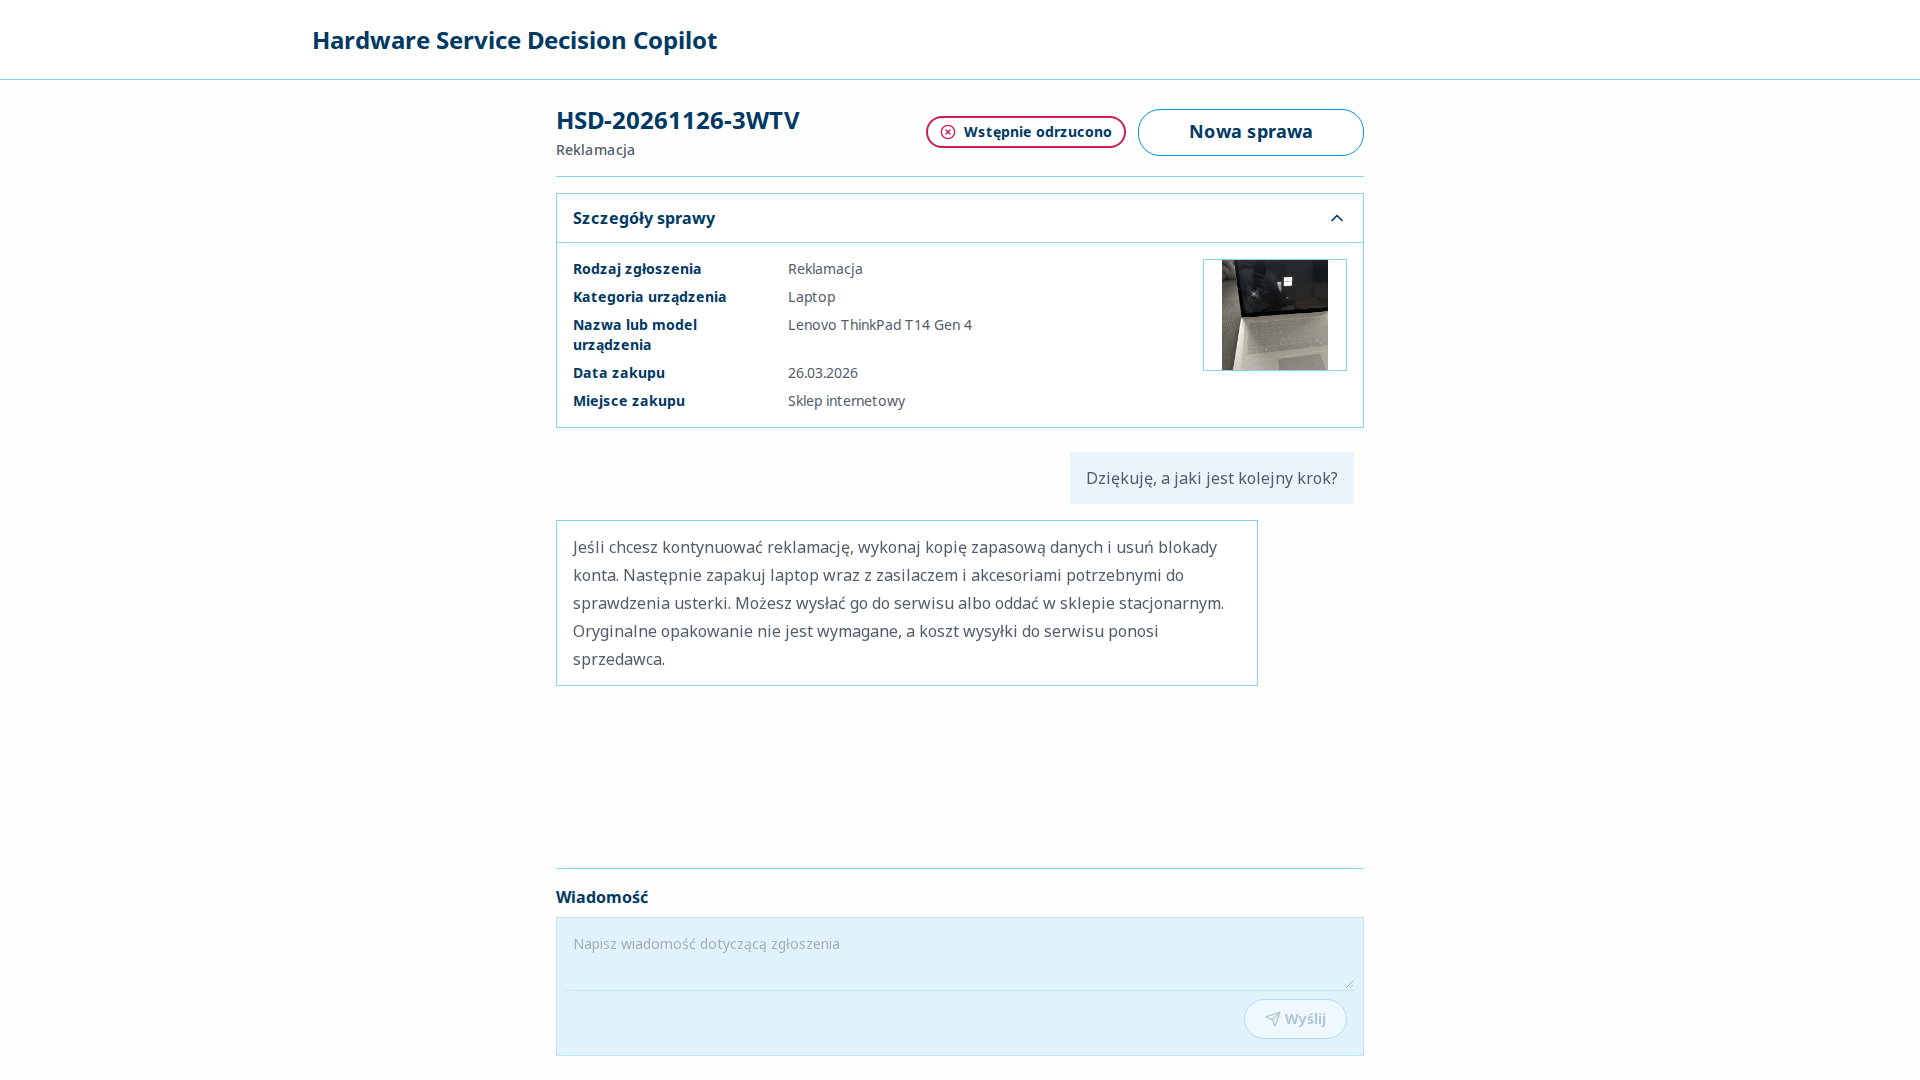 Hardware Service Decision Copilot
HSD-20261126-3WTV
Reklamacja
Wstępnie odrzucono
Nowa sprawa
Szczegóły sprawy
Rodzaj zgłoszenia
Reklamacja
Kategoria urządzenia
Laptop
Nazwa lub model
urządzenia
Lenovo ThinkPad T14 Gen 4
Data zakupu
26.03.2026
Miejsce zakupu
Sklep internetowy
Dziękuję, a jaki jest kolejny krok?
Jeśli chcesz kontynuować reklamację, wykonaj kopię zapasową danych i usuń blokady
konta. Następnie zapakuj laptop wraz z zasilaczem i akcesoriami potrzebnymi do
sprawdzenia usterki. Możesz wysłać go do serwisu albo oddać w sklepie stacjonarnym.
Oryginalne opakowanie nie jest wymagane, a koszt wysyłki do serwisu ponosi
sprzedawca.
Wiadomość
Napisz wiadomość dotyczącą zgłoszenia
Wyślij